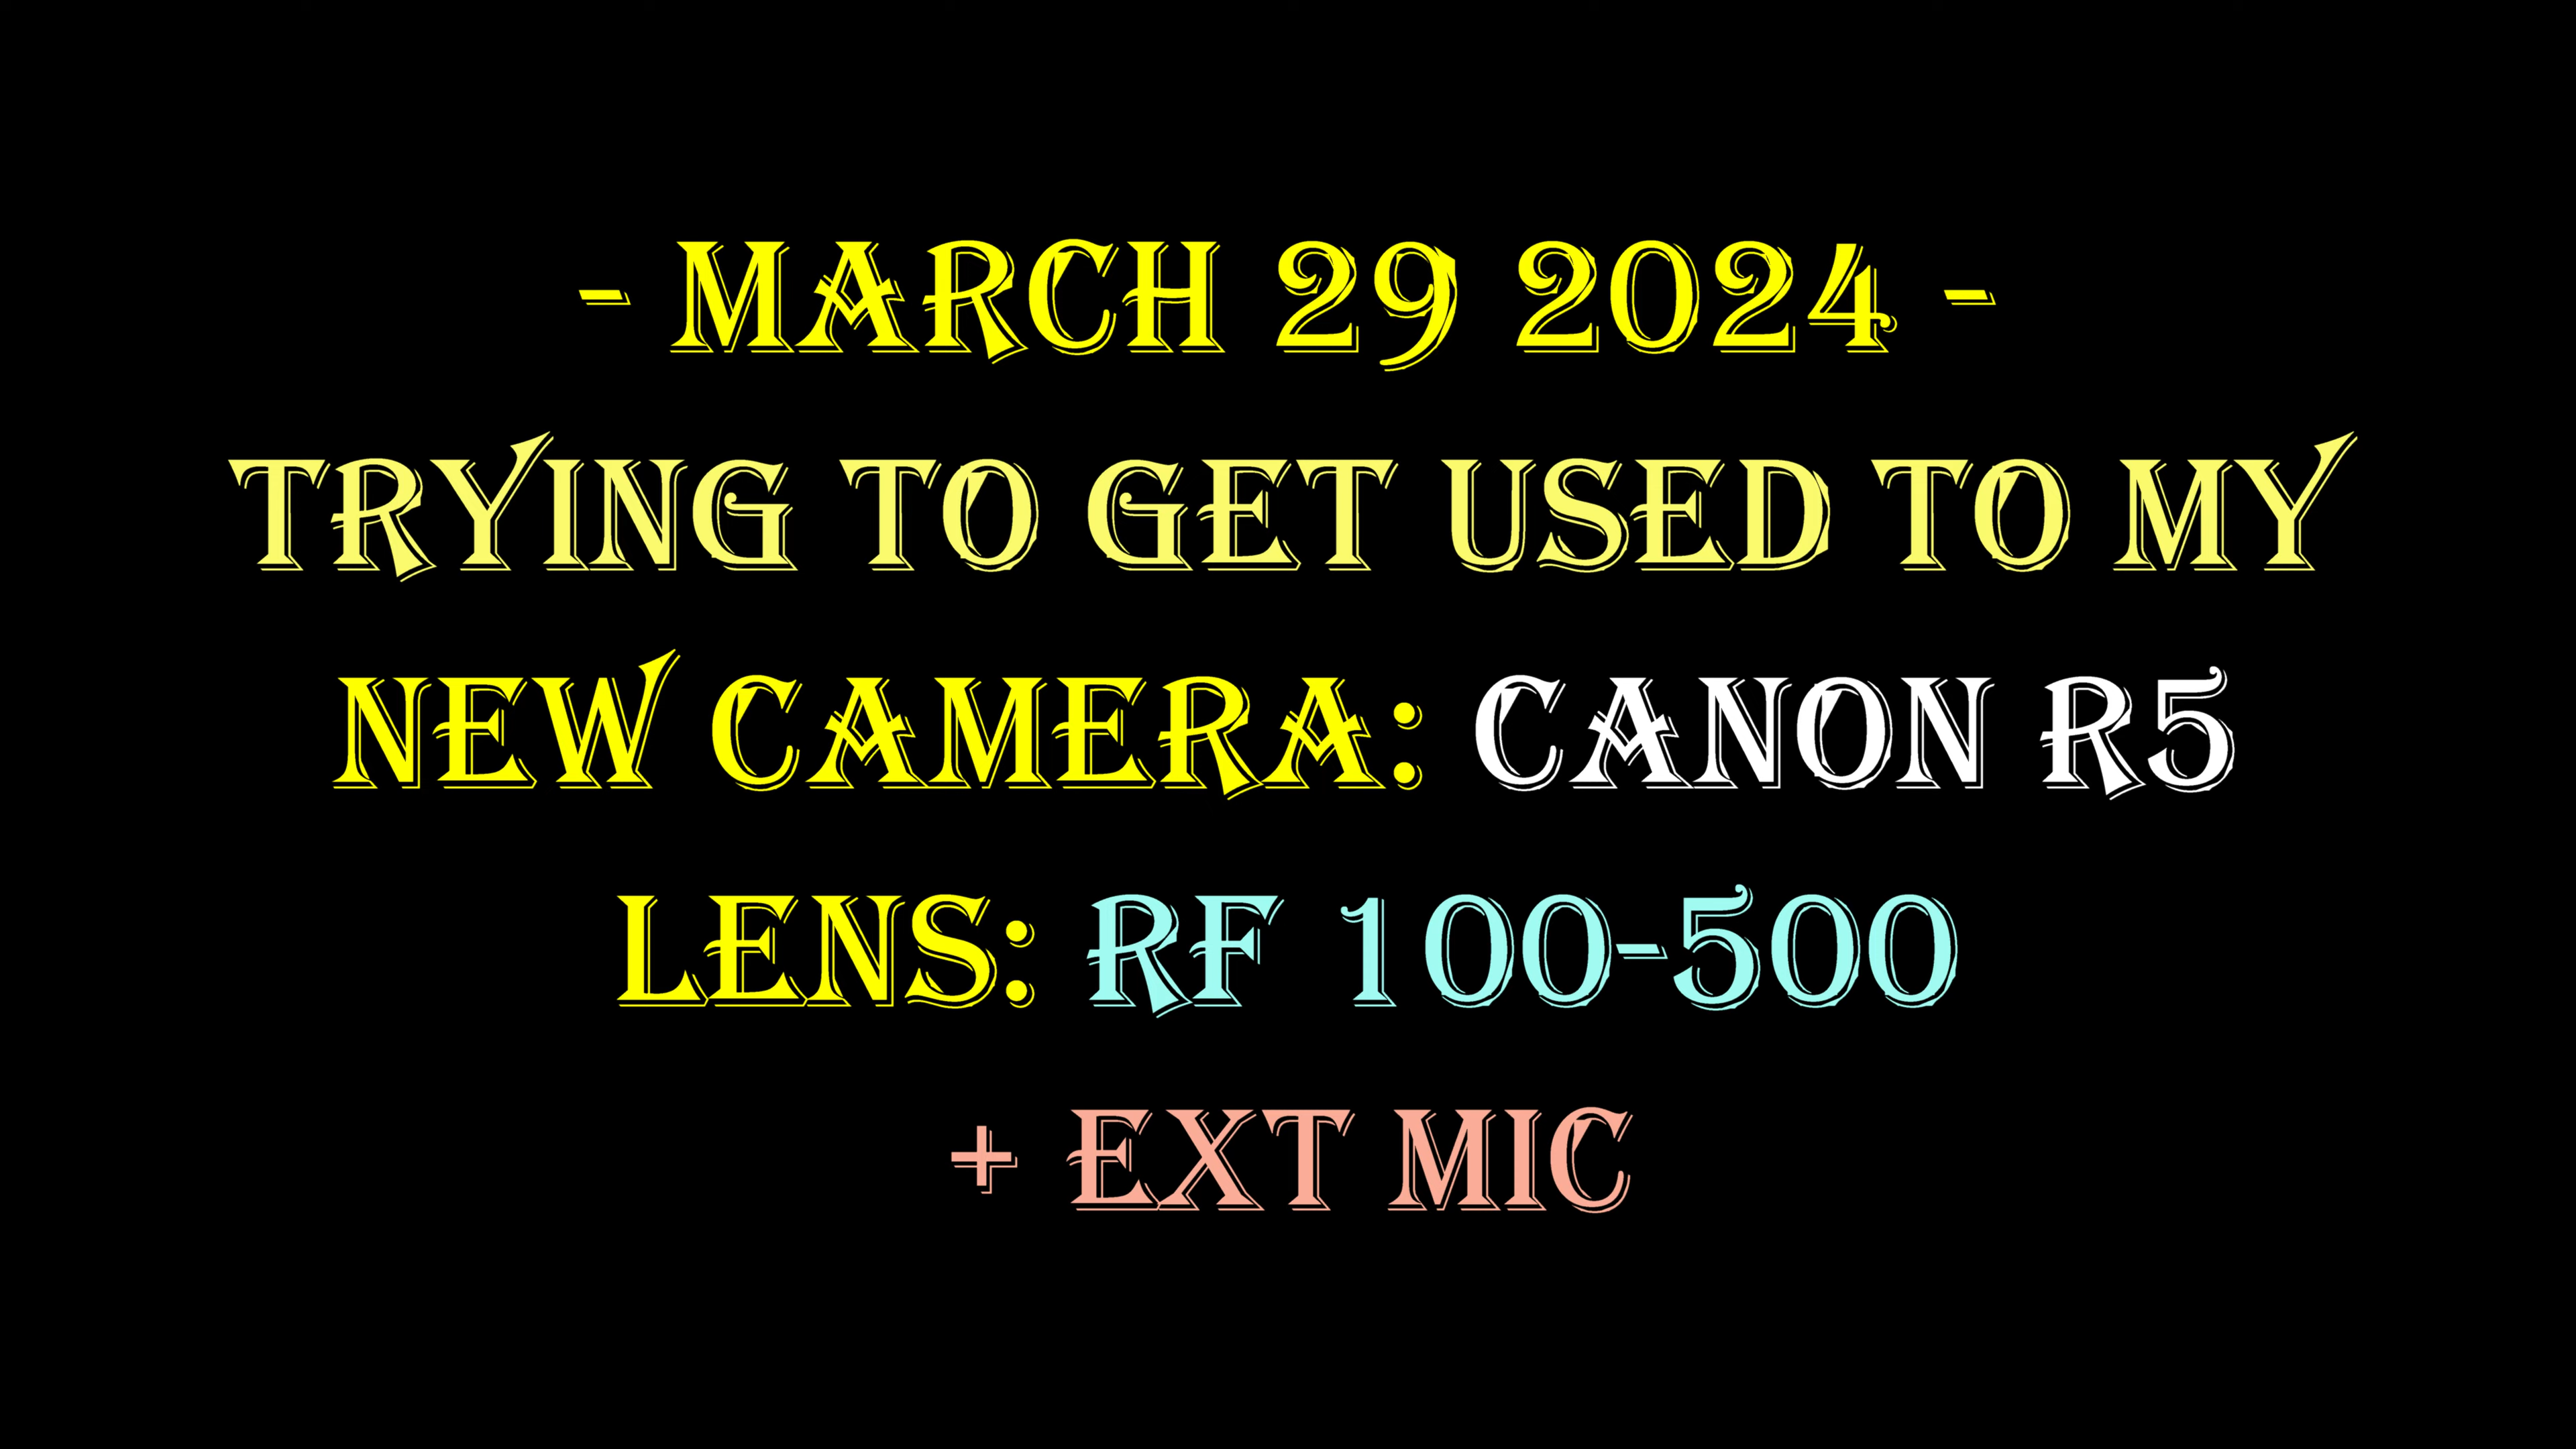 - MARCH 29 2024 -
TRYING TO GET USED TO MY
NEW CAMERA: CANON R5
LENS: RF 100-500
+ EXT MIC